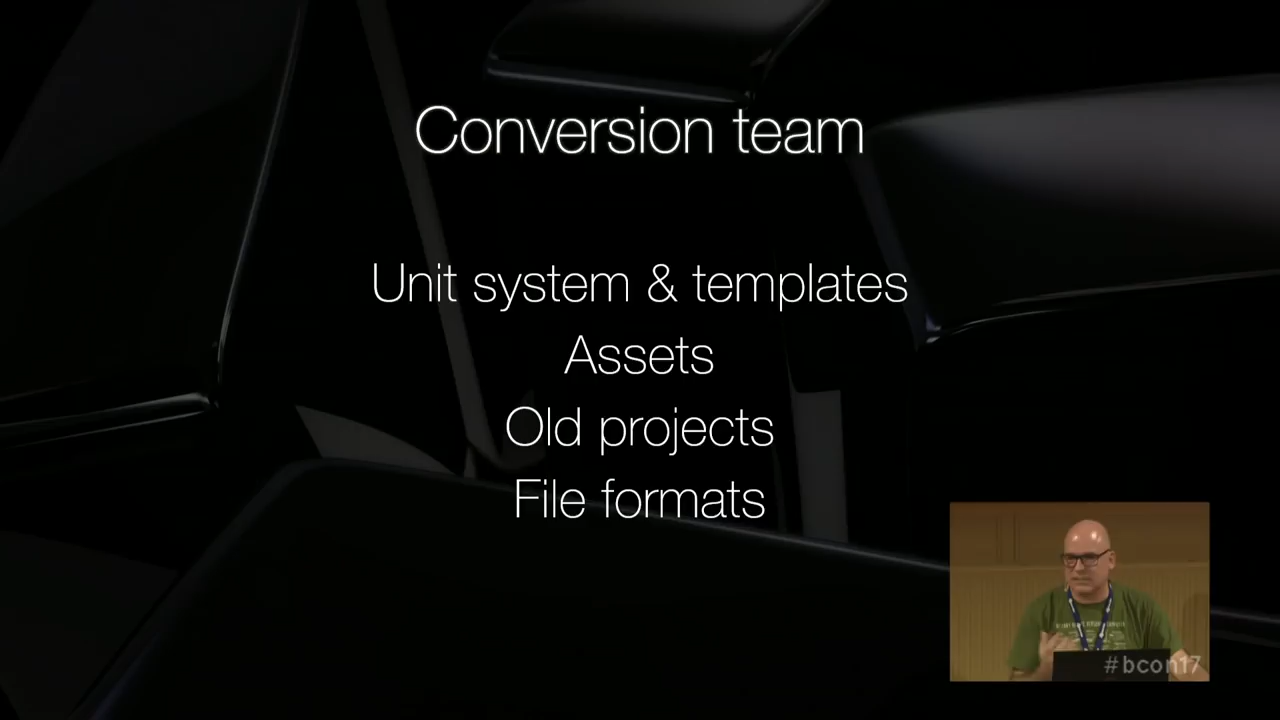 Conversion team
Unit system & templates
Assets
Old projects
File formats
#bcon17